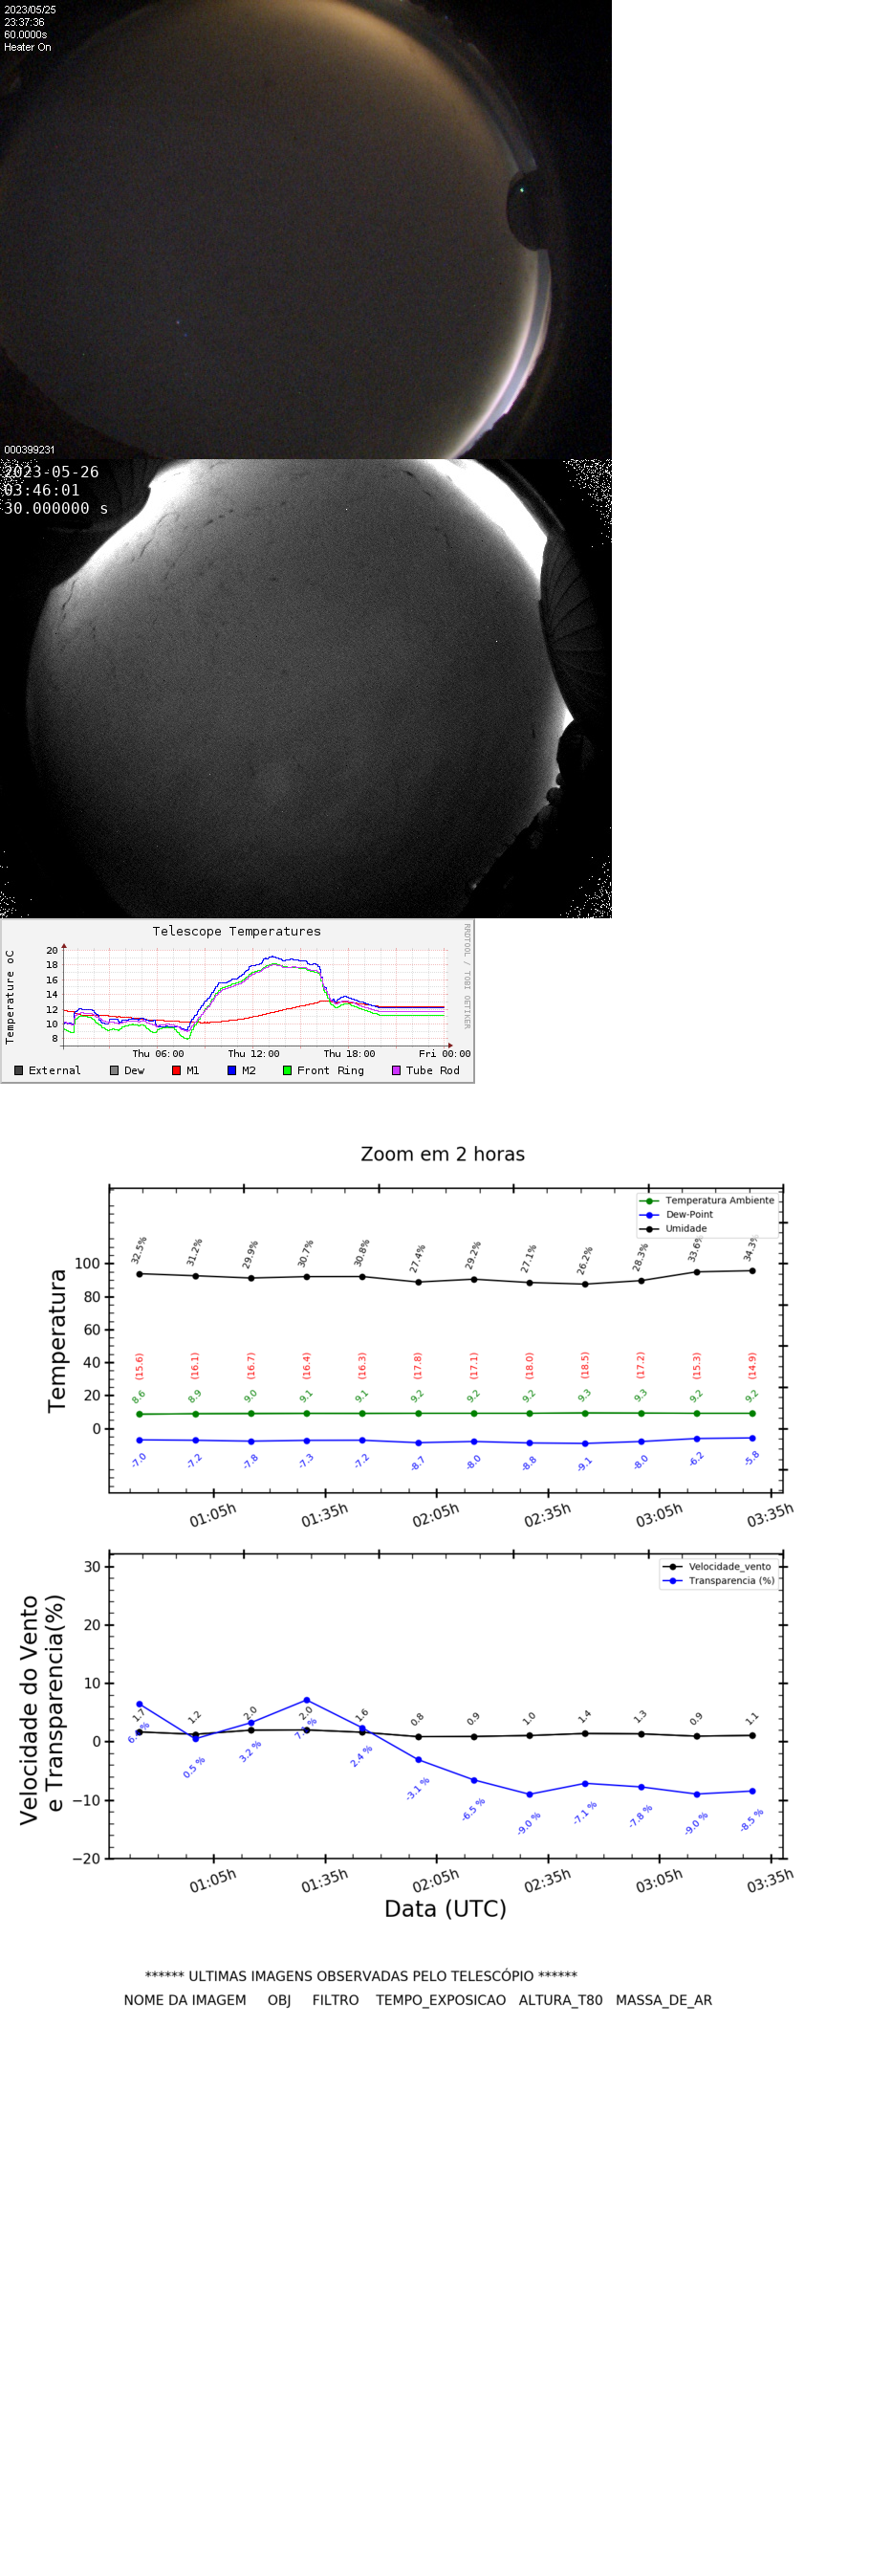 2023/05/25
23:37:36
60.0000s
Heater On
000399231
2023-05-26
03:46:01
30.000000 s
Telescope Temperatures
Temperature oC
20
18
16
14
12
10
8
Thu 06:00 Thu 12:00 Thu 18:00 Fri 00:00
External Dew M1 M2 Front Ring Tube Rod
RRDTOOL / TOBI OETIKER
Zoom em 2 horas
Temperatura Ambiente
Dew-Point
Umidade
Temperatura
100
80
60
40
20
0
32.5% 31.2% 29.9% 30.7% 30.8% 27.4% 29.2% 27.1% 26.2% 28.3% 33.6% 34.3%
(15.6) (16.1) (16.7) (16.4) (16.3) (17.8) (17.1) (18.0) (18.5) (17.2) (15.3) (14.9)
8.6 8.9 9.0 9.1 9.1 9.2 9.2 9.2 9.3 9.3 9.2 9.2
-7.0 -7.2 -7.8 -7.3 -7.2 -8.7 -8.0 -8.8 -9.1 -8.0 -6.2 -5.8
01:05h 01:35h 02:05h 02:35h 03:05h 03:35h
Velocidade_vento
Transparencia (%)
Velocidade do Vento
e Transparencia(%)
30
20
10
0
−10
−20
1.7 1.2 2.0 2.0 1.6 0.8 0.9 1.0 1.4 1.3 0.9 1.1
0.5 % 3.2 % 2.4 % -3.1 % -6.5 % -9.0 % -7.1 % -7.8 % -9.0 % -8.5 %
01:05h 01:35h 02:05h 02:35h 03:05h 03:35h
Data (UTC)
****** ULTIMAS IMAGENS OBSERVADAS PELO TELESCÓPIO ******
NOME DA IMAGEM OBJ FILTRO TEMPO_EXPOSICAO ALTURA_T80 MASSA_DE_AR